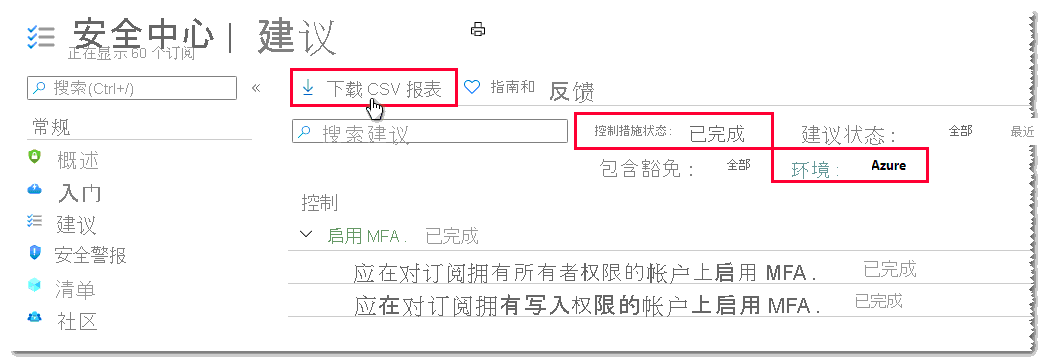 安全中心 | 建议
正在显示 60 个订阅
搜索(Ctrl+/) «
常规
概述
入门
建议
安全警报
清单
社区
下载 CSV 报表 指南和 反馈
搜索建议 控制措施状态: 已完成 建议状态: 全部 最近
包含豁免: 全部 环境: Azure
控制
启用 MFA. 已完成
应在对订阅拥有所有者权限的帐户上启用 MFA. 已完成
应在对订阅拥有写入权限的帐户上启用 MFA. 已完成